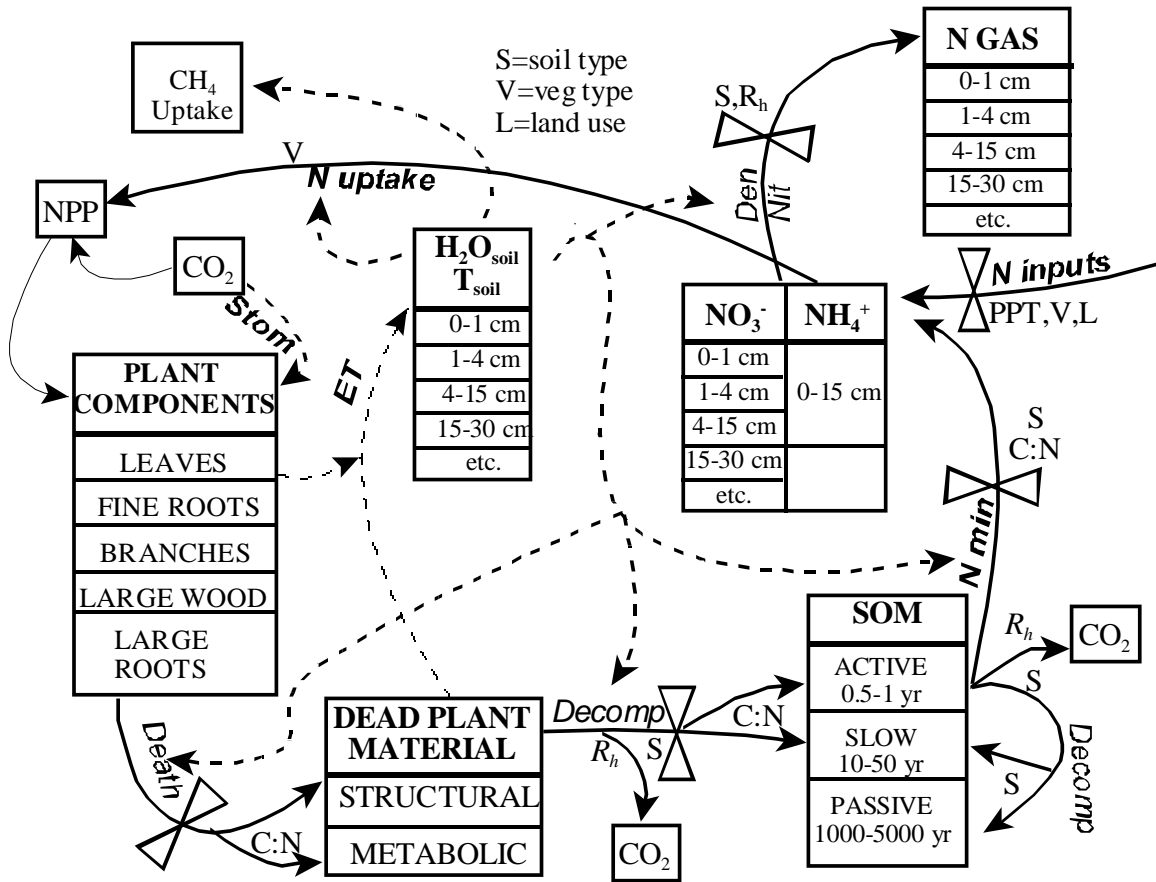 CH₄
Uptake
S=soil type
V=veg type
L=land use
N GAS
0-1 cm
1-4 cm
4-15 cm
15-30 cm
etc.
S,Rₕ
Den
Nit
V
N uptake
NPP
CO₂
Stom
H₂Osoil
Tsoil
0-1 cm
1-4 cm
4-15 cm
15-30 cm
etc.
ET
NO₃⁻
NH₄⁺
0-1 cm
1-4 cm
4-15 cm
15-30 cm
etc.
0-15 cm
N inputs
PPT,V,L
S
C:N
N min
PLANT
COMPONENTS
LEAVES
FINE ROOTS
BRANCHES
LARGE WOOD
LARGE
ROOTS
Death
C:N
DEAD PLANT
MATERIAL
STRUCTURAL
METABOLIC
Decomp
Rₕ
S
C:N
CO₂
SOM
ACTIVE
0.5-1 yr
SLOW
10-50 yr
PASSIVE
1000-5000 yr
Rₕ
CO₂
S
Decomp
S